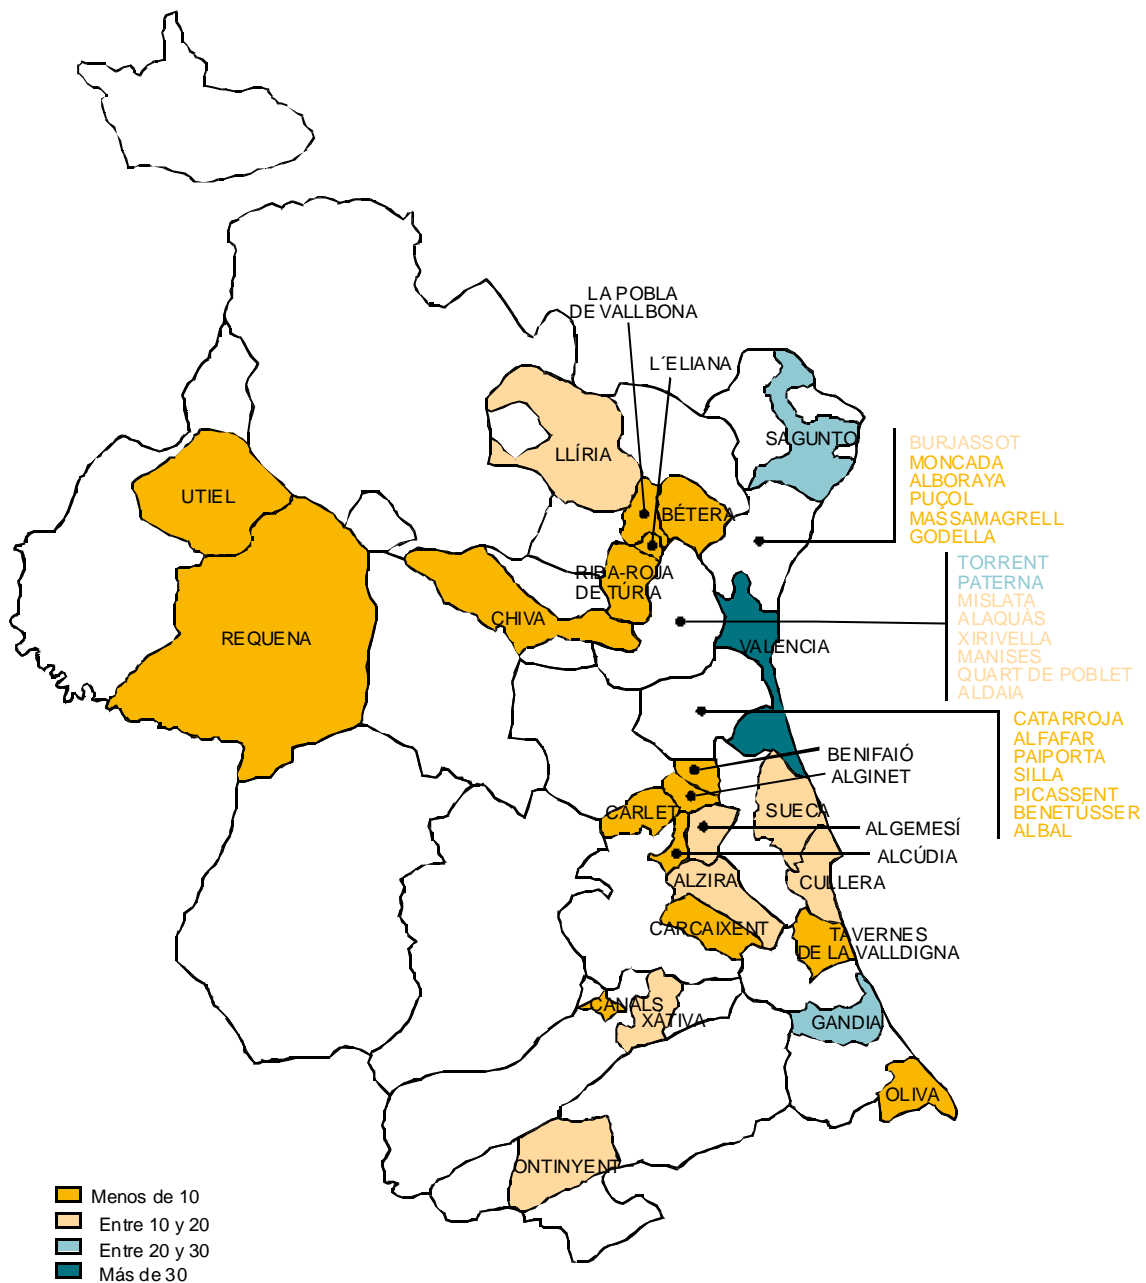 LA POBLA
DE VALLBONA
L´ELIANA
SAGUNTO
LLÍRIA
BURJASSOT
MONCADA
ALBORAYA
PUÇOL
MASSAMAGRELL
GODELLA
UTIEL
BÉTERA
TORRENT
PATERNA
MISLATA
ALAQUÀS
XIRIVELLA
MANISES
QUART DE POBLET
ALDAIA
RIBA-ROJA
DE TÚRIA
CHIVA
REQUENA
VALENCIA
CATARROJA
ALFAFAR
PAIPORTA
SILLA
PICASSENT
BENETÚSSER
ALBAL
BENIFAIÓ
ALGINET
CARLET
SUECA
ALGEMESÍ
ALCÚDIA
ALZIRA
CULLERA
CARCAIXENT
TAVERNES
DE LA VALLDIGNA
CANALS
XÀTIVA
GANDIA
OLIVA
ONTINYENT
Menos de 10
Entre 10 y 20
Entre 20 y 30
Más de 30